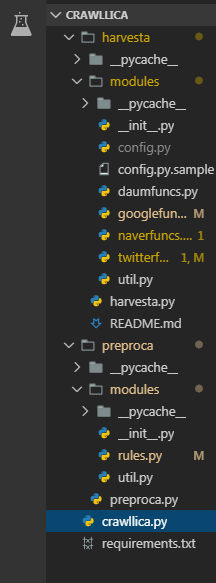 CRAWLLICA
harvesta
__pycache__
modules
__pycache__
__init__.py
config.py
config.py.sample
daumfuncs.py
googlefun... M
naverfuncs.... 1
twitterf... 1, M
util.py
harvesta.py
README.md
preproca
__pycache__
modules
__pycache__
__init__.py
rules.py M
util.py
preproca.py
crawllica.py
requirements.txt